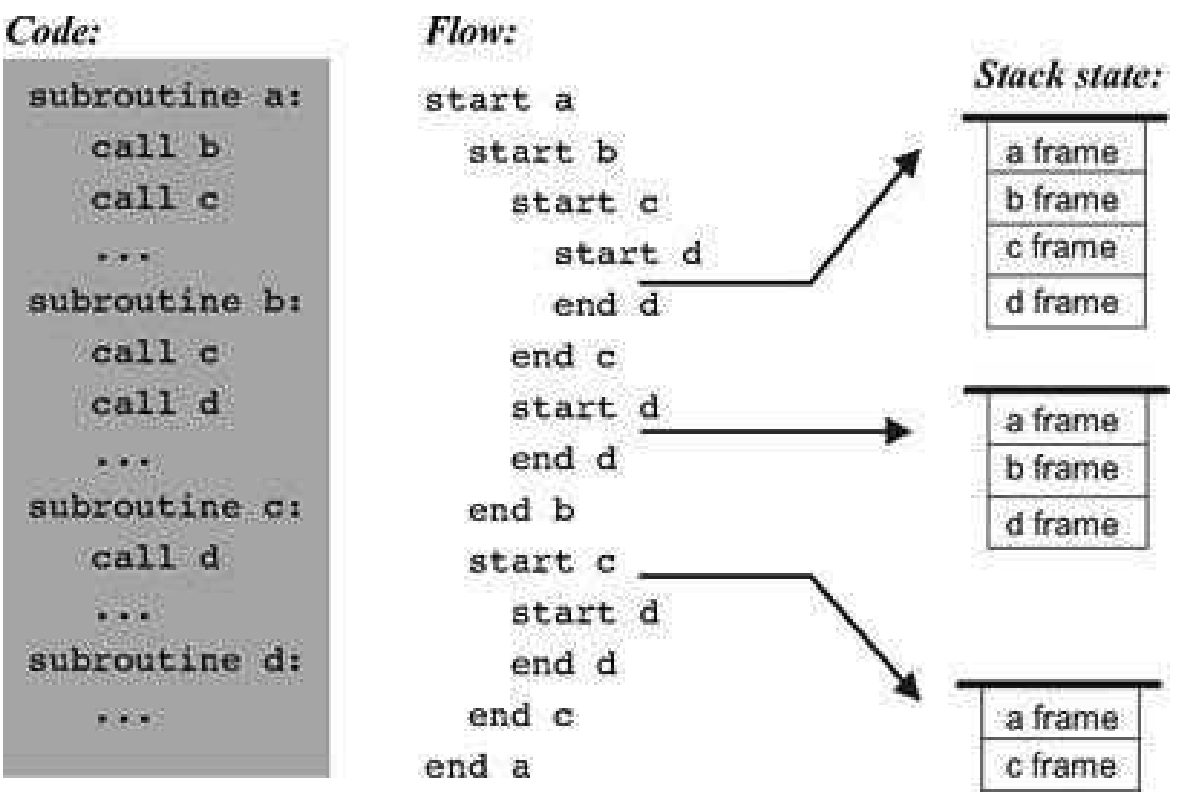 Code:
subroutine a:
call b
call c
...
subroutine b:
call c
call d
...
subroutine c:
call d
...
subroutine d:
...
Flow:
start a
start b
start c
start d
end d
end c
start d
end d
end b
start c
start d
end d
end c
end a
Stack state:
a frame
b frame
c frame
d frame
a frame
b frame
d frame
a frame
c frame